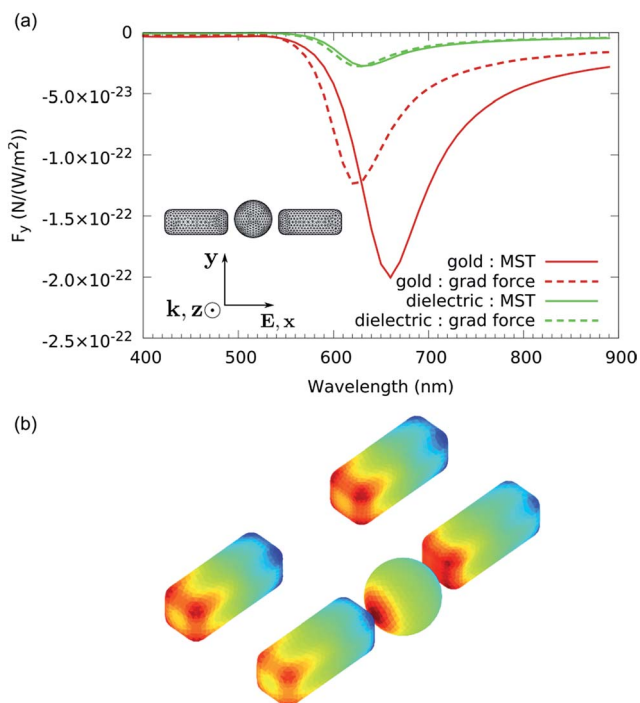 (a)
0
-5.0×10⁻²³
-1.0×10⁻²²
-1.5×10⁻²²
-2.0×10⁻²²
-2.5×10⁻²²
Fy (N/(W/m²))
y
k, z
E, x
gold : MST
gold : grad force
dielectric : MST
dielectric : grad force
400 500 600 700 800 900
Wavelength (nm)
(b)